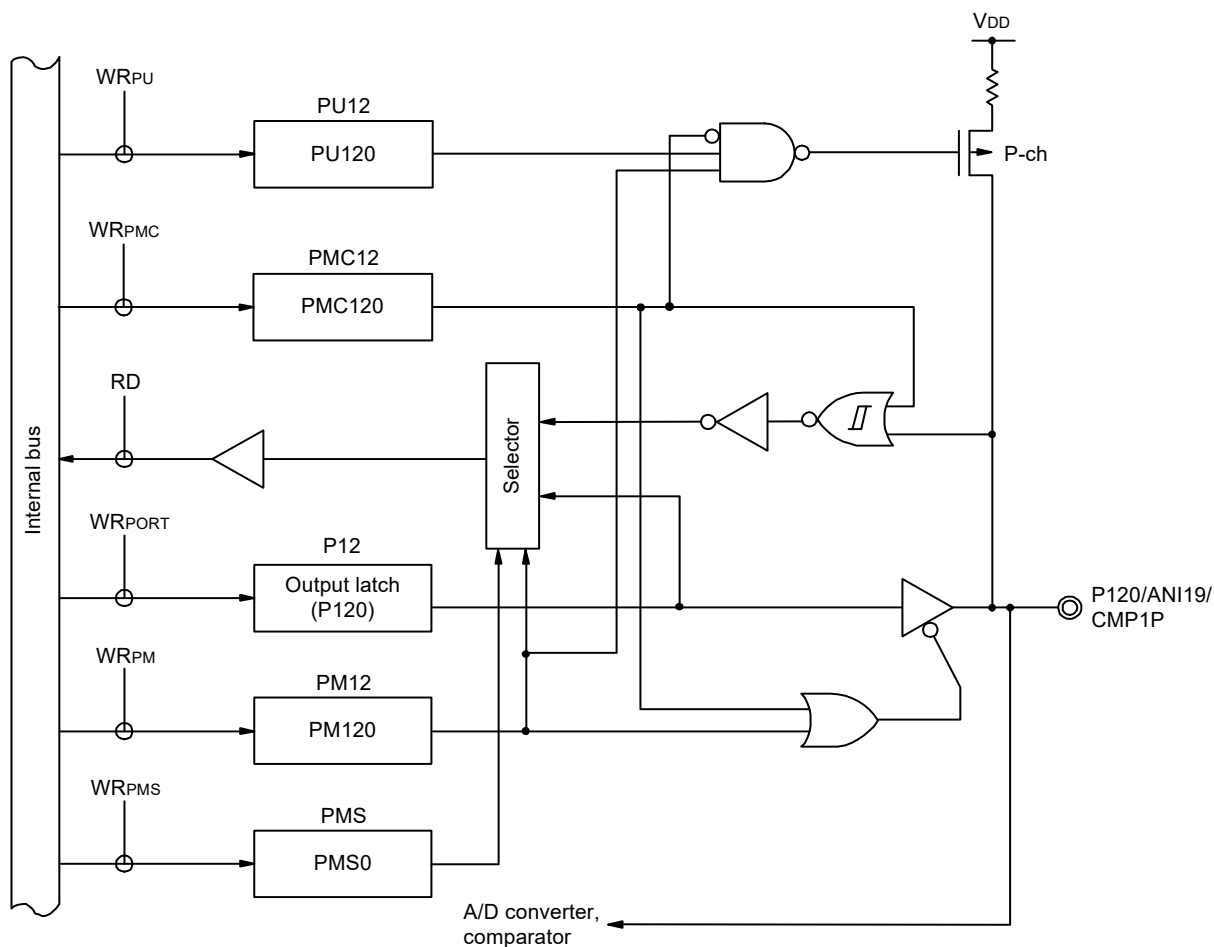 VDD
WRPU
PU12
PU120
P-ch
WRPMC
PMC12
PMC120
RD
Selector
Internal bus
WRPORT
P12
Output latch
(P120)
P120/ANI19/
CMP1P
WRPM
PM12
PM120
WRPMS
PMS
PMS0
A/D converter,
comparator